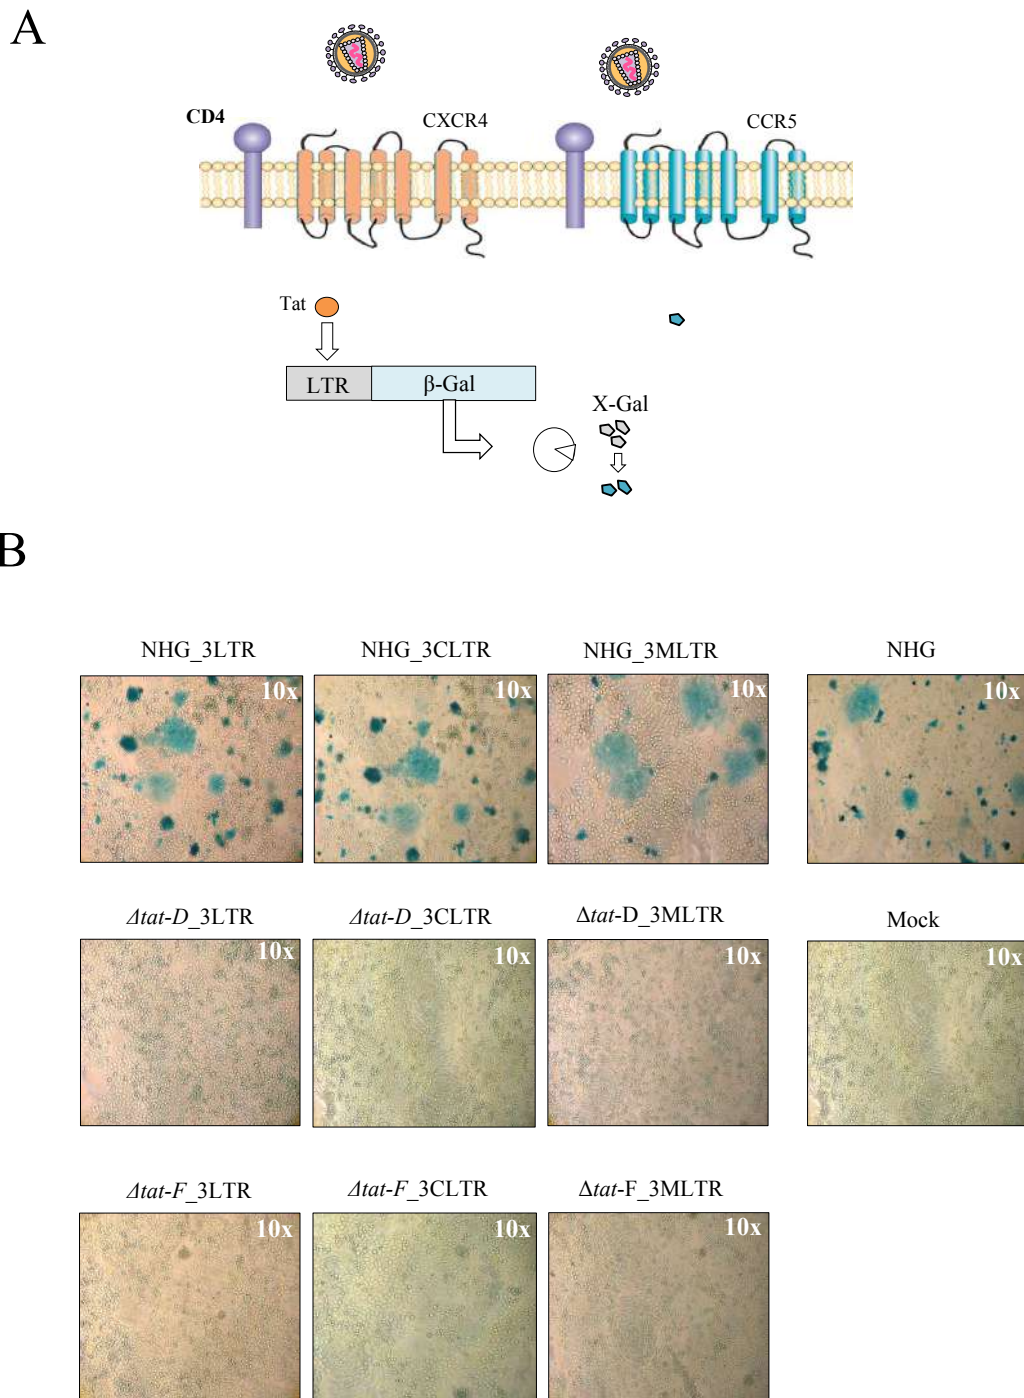 A
CD4
CXCR4
CCR5
Tat
LTR
β-Gal
X-Gal
B
NHG_3LTR
NHG_3CLTR
NHG_3MLTR
NHG
10x
10x
10x
10x
Δtat-D_3LTR
Δtat-D_3CLTR
Δtat-D_3MLTR
Mock
10x
10x
10x
10x
Δtat-F_3LTR
Δtat-F_3CLTR
Δtat-F_3MLTR
10x
10x
10x